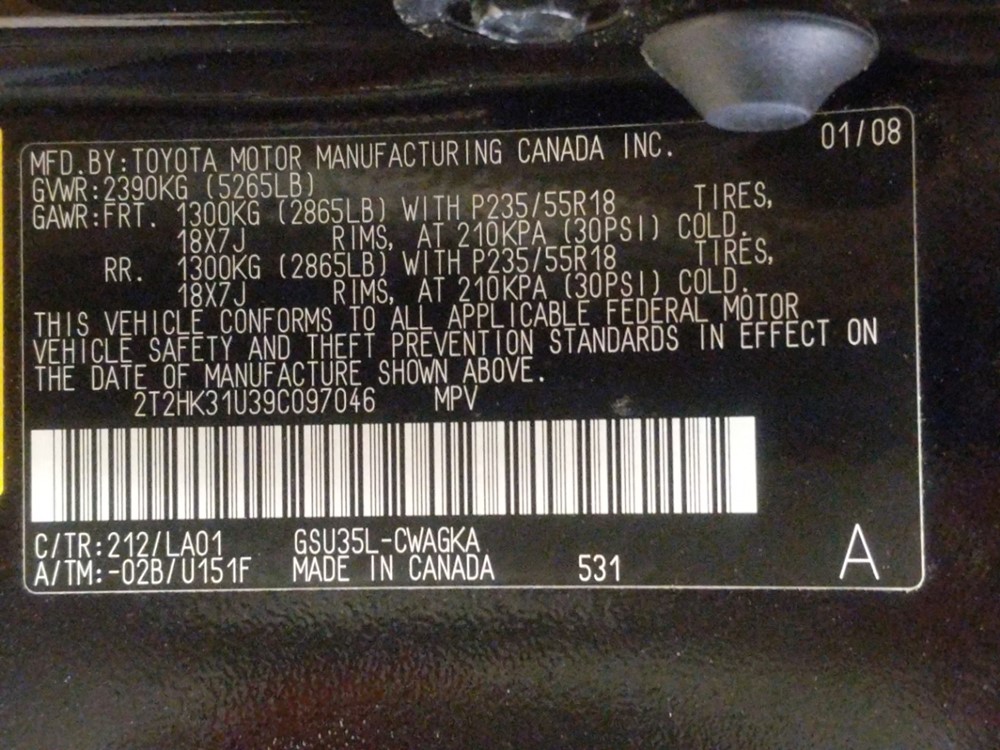 01/08
MFD.BY:TOYOTA MOTOR MANUFACTURING CANADA INC.
GVWR:2390KG (5265LB)
GAWR:FRT. 1300KG (2865LB) WITH P235/55R18 TIRES,
18X7J RIMS, AT 210KPA (30PSI) COLD.
RR. 1300KG (2865LB) WITH P235/55R18 TIRES,
18X7J RIMS, AT 210KPA (30PSI) COLD.
THIS VEHICLE CONFORMS TO ALL APPLICABLE FEDERAL MOTOR
VEHICLE SAFETY AND THEFT PREVENTION STANDARDS IN EFFECT ON
THE DATE OF MANUFACTURE SHOWN ABOVE.
2T2HK31U39C097046 MPV
C/TR:212/LA01 GSU35L-CWAGKA
A/TM:-02B/U151F MADE IN CANADA 531 A